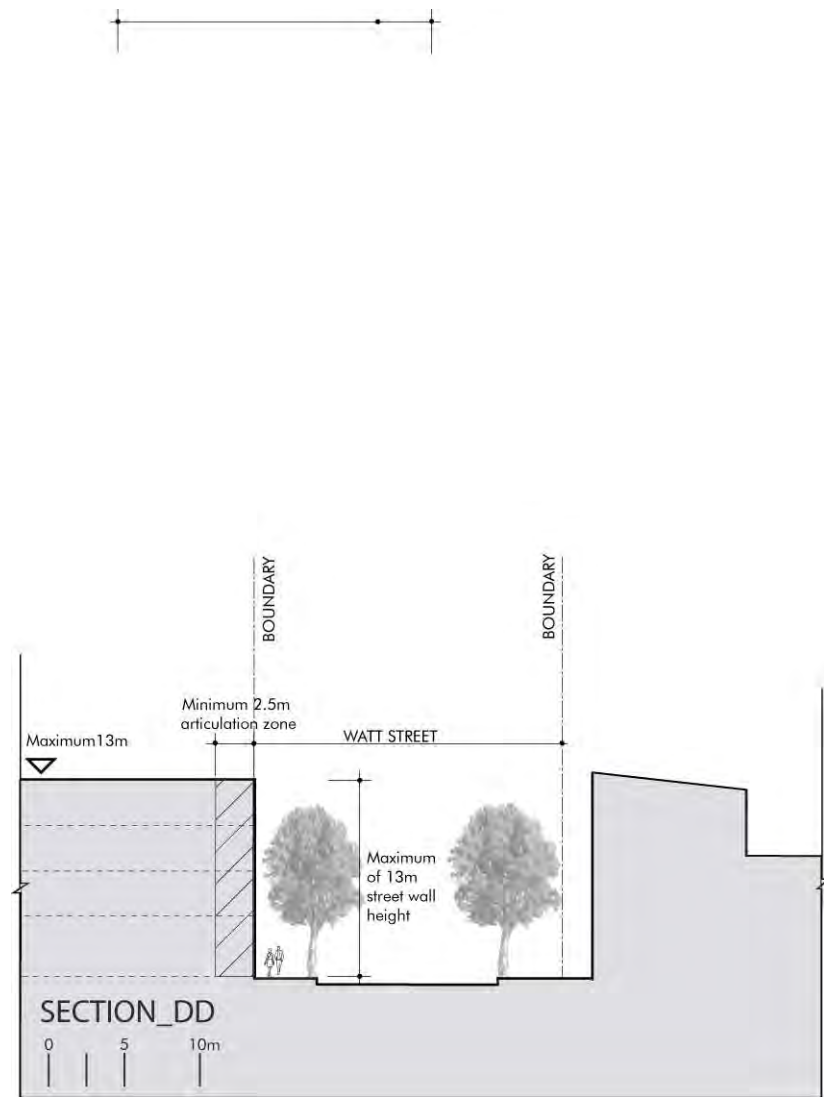 BOUNDARY
BOUNDARY
Minimum 2.5m
articulation zone
Maximum13m
WATT STREET
Maximum
of 13m
street wall
height
SECTION_DD
0 5 10m